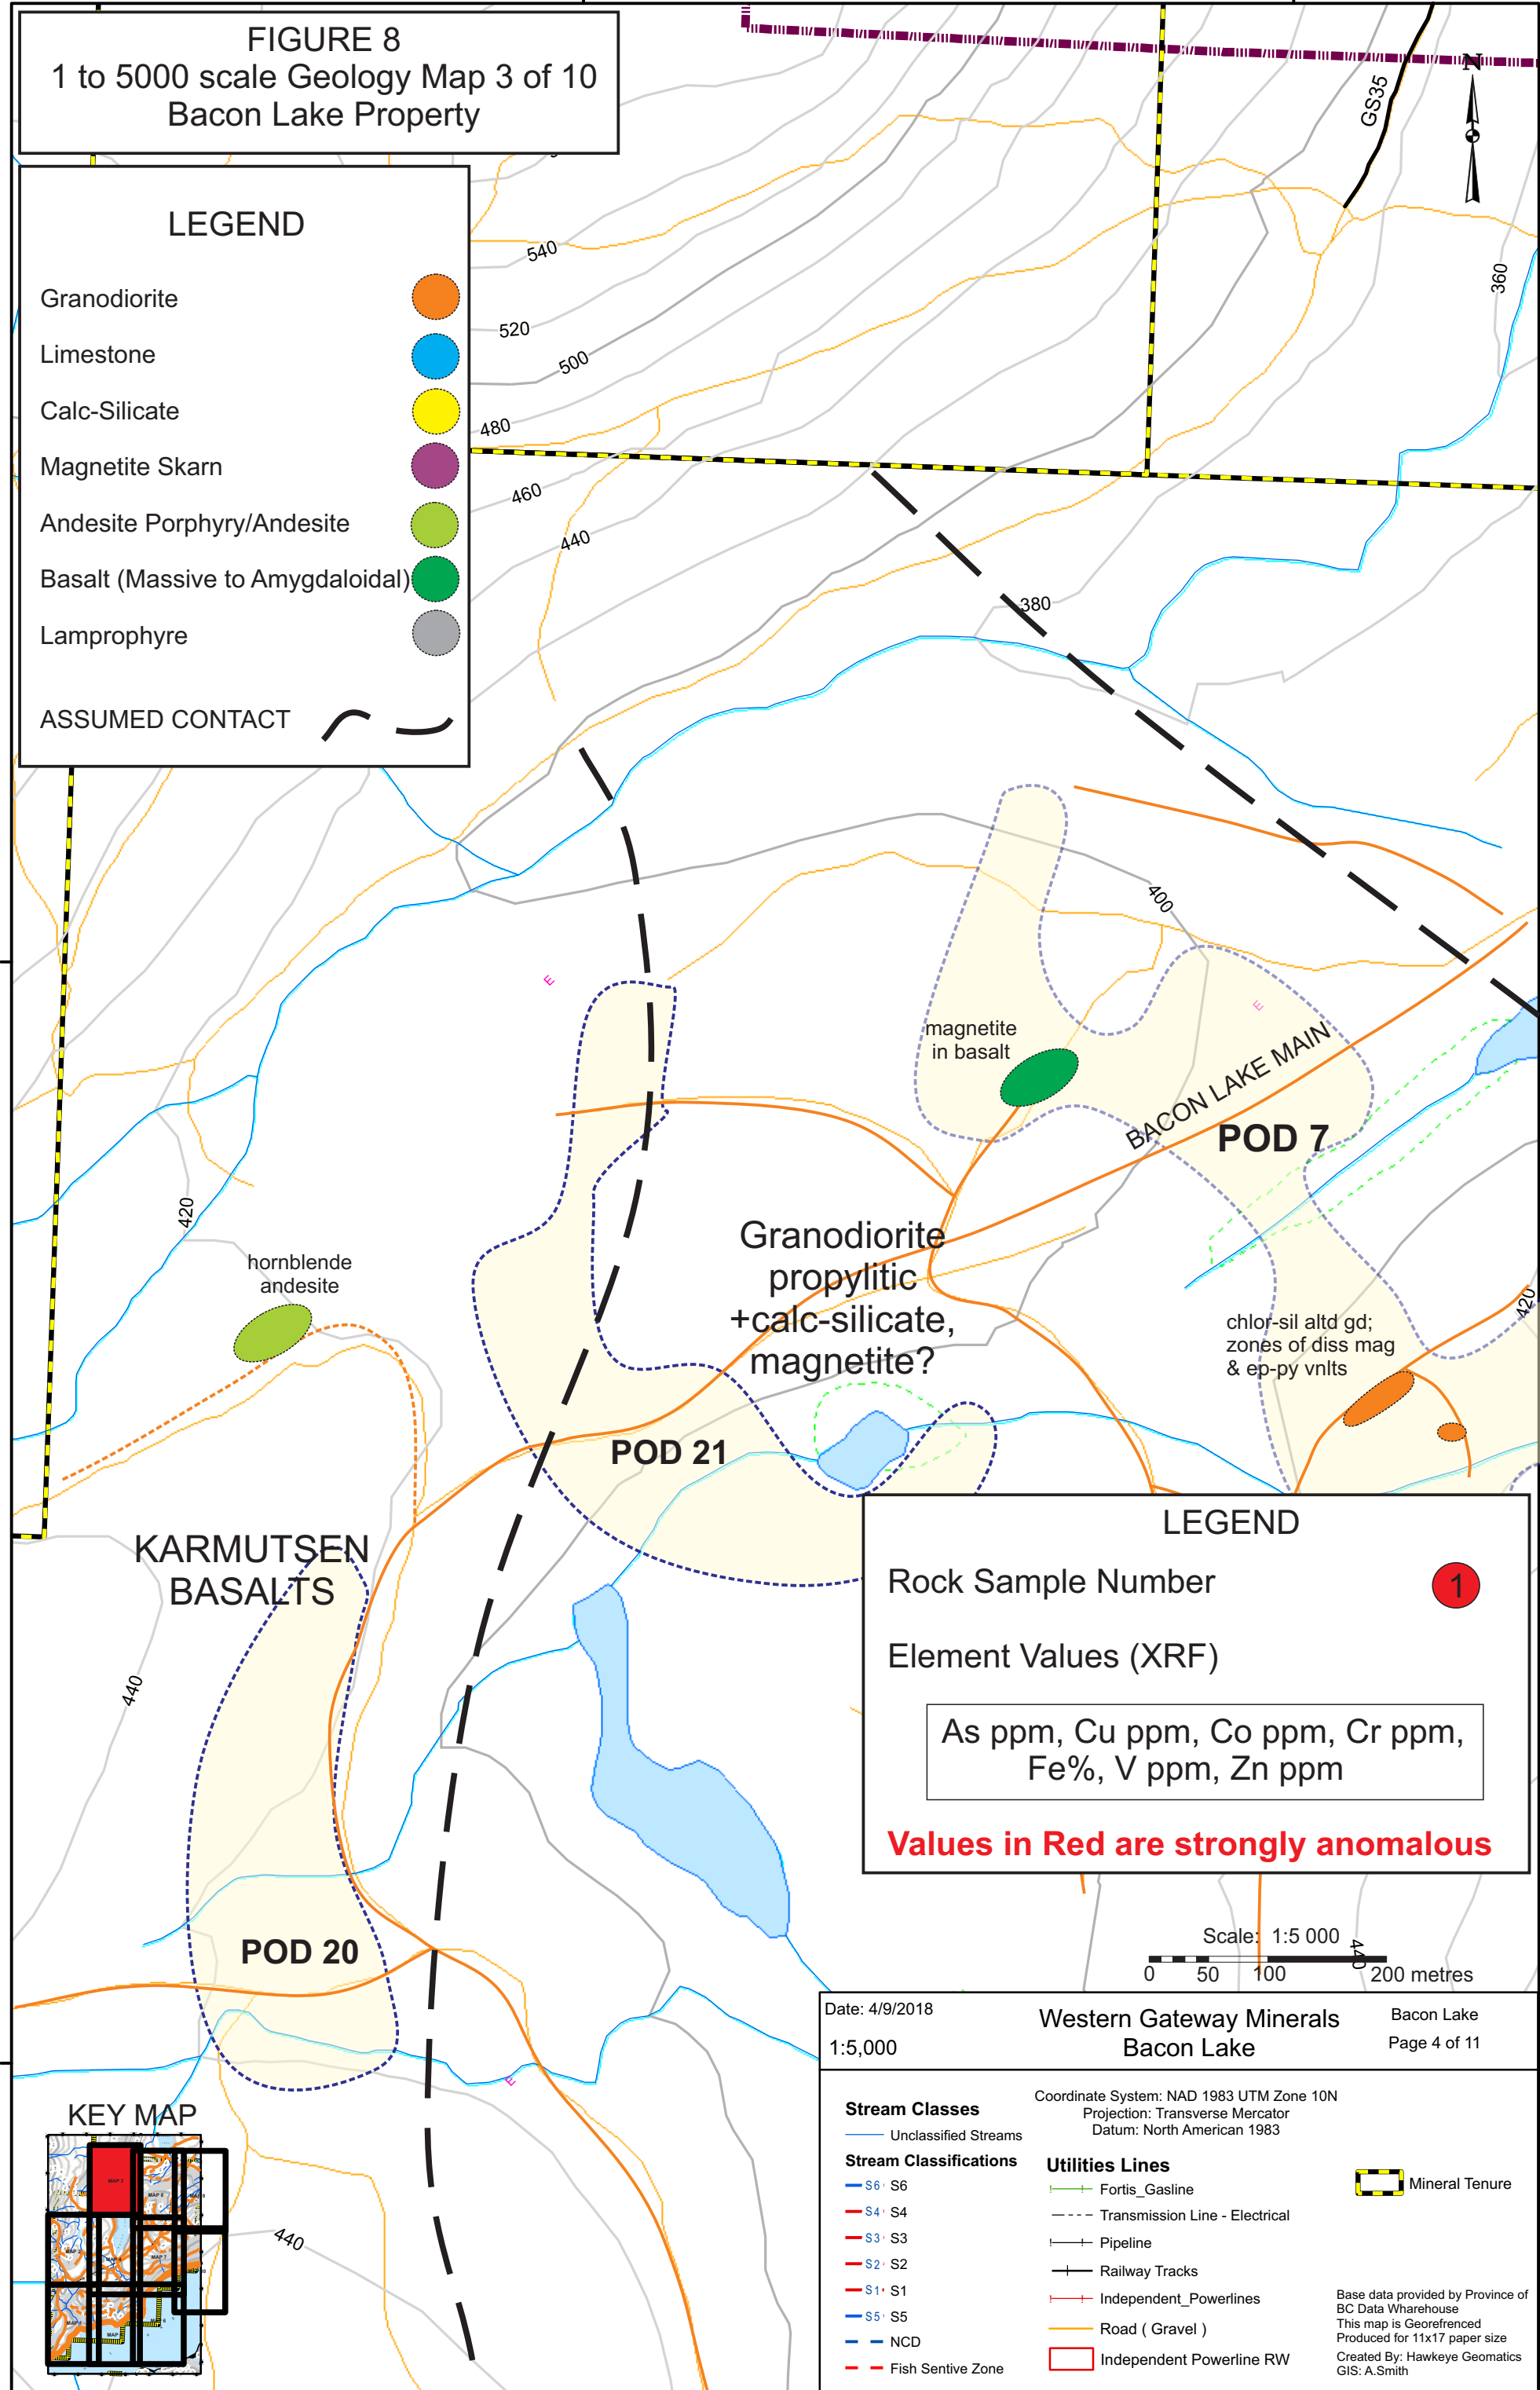 FIGURE 8
1 to 5000 scale Geology Map 3 of 10
Bacon Lake Property
LEGEND
Granodiorite
Limestone
Calc-Silicate
Magnetite Skarn
Andesite Porphyry/Andesite
Basalt (Massive to Amygdaloidal)
Lamprophyre
ASSUMED CONTACT
GS35
N
540
520
500
480
460
440
360
380
400
420
420
440
440
440
E
E
E
magnetite
in basalt
BACON LAKE MAIN
POD 7
hornblende
andesite
Granodiorite
propylitic
+calc-silicate,
magnetite?
chlor-sil altd gd;
zones of diss mag
& ep-py vnlts
POD 21
KARMUTSEN
BASALTS
POD 20
LEGEND
Rock Sample Number
1
Element Values (XRF)
As ppm, Cu ppm, Co ppm, Cr ppm,
Fe%, V ppm, Zn ppm
Values in Red are strongly anomalous
Scale: 1:5 000
0 50 100 200 metres
Date: 4/9/2018
1:5,000
Western Gateway Minerals
Bacon Lake
Bacon Lake
Page 4 of 11
Coordinate System: NAD 1983 UTM Zone 10N
Projection: Transverse Mercator
Datum: North American 1983
Stream Classes
Unclassified Streams
Stream Classifications
S6 S6
S4 S4
S3 S3
S2 S2
S1 S1
S5 S5
NCD
Fish Sentive Zone
Utilities Lines
Fortis_Gasline
Transmission Line - Electrical
Pipeline
Railway Tracks
Independent_Powerlines
Road ( Gravel )
Independent Powerline RW
Mineral Tenure
Base data provided by Province of
BC Data Wharehouse
This map is Georefrenced
Produced for 11x17 paper size
Created By: Hawkeye Geomatics
GIS: A.Smith
KEY MAP
MAP 3